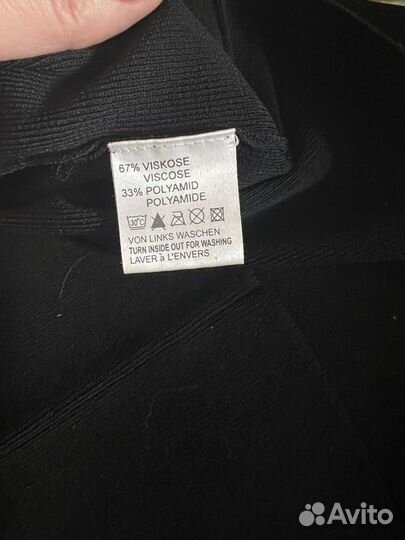 67% VISKOSE
VISCOSE
33% POLYAMID
POLYAMIDE
30°C
VON LINKS WASCHEN
TURN INSIDE OUT FOR WASHING
LAVER à L'ENVERS
Avito